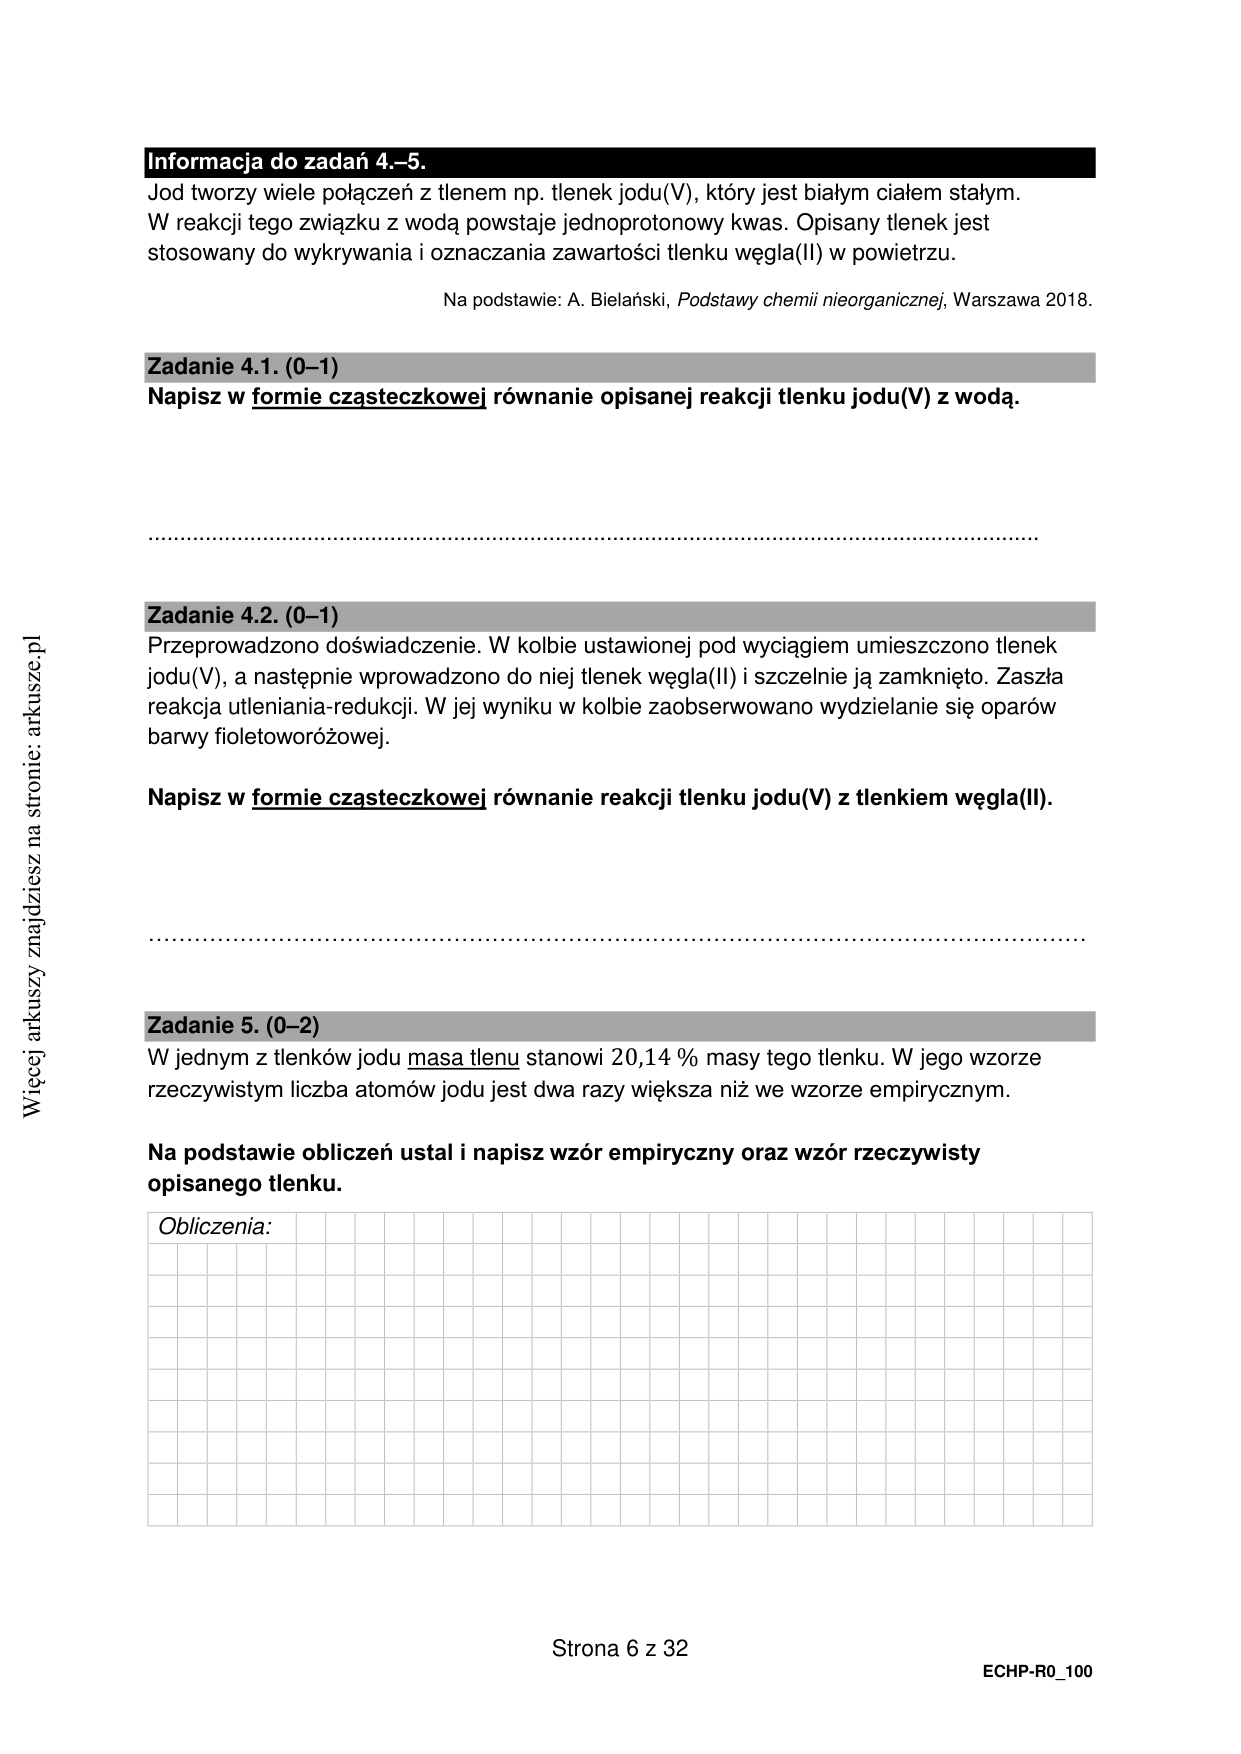 Informacja do zadań 4.–5.
Jod tworzy wiele połączeń z tlenem np. tlenek jodu(V), który jest białym ciałem stałym.
W reakcji tego związku z wodą powstaje jednoprotonowy kwas. Opisany tlenek jest
stosowany do wykrywania i oznaczania zawartości tlenku węgla(II) w powietrzu.
Na podstawie: A. Bielański, Podstawy chemii nieorganicznej, Warszawa 2018.
Zadanie 4.1. (0–1)
Napisz w formie cząsteczkowej równanie opisanej reakcji tlenku jodu(V) z wodą.
Zadanie 4.2. (0–1)
Przeprowadzono doświadczenie. W kolbie ustawionej pod wyciągiem umieszczono tlenek
jodu(V), a następnie wprowadzono do niej tlenek węgla(II) i szczelnie ją zamknięto. Zaszła
reakcja utleniania-redukcji. W jej wyniku w kolbie zaobserwowano wydzielanie się oparów
barwy fioletoworóżowej.
Napisz w formie cząsteczkowej równanie reakcji tlenku jodu(V) z tlenkiem węgla(II).
Zadanie 5. (0–2)
W jednym z tlenków jodu masa tlenu stanowi 20,14 % masy tego tlenku. W jego wzorze
rzeczywistym liczba atomów jodu jest dwa razy większa niż we wzorze empirycznym.
Na podstawie obliczeń ustal i napisz wzór empiryczny oraz wzór rzeczywisty
opisanego tlenku.
Obliczenia:
Strona 6 z 32
ECHP-R0_100
Więcej arkuszy znajdziesz na stronie: arkusze.pl